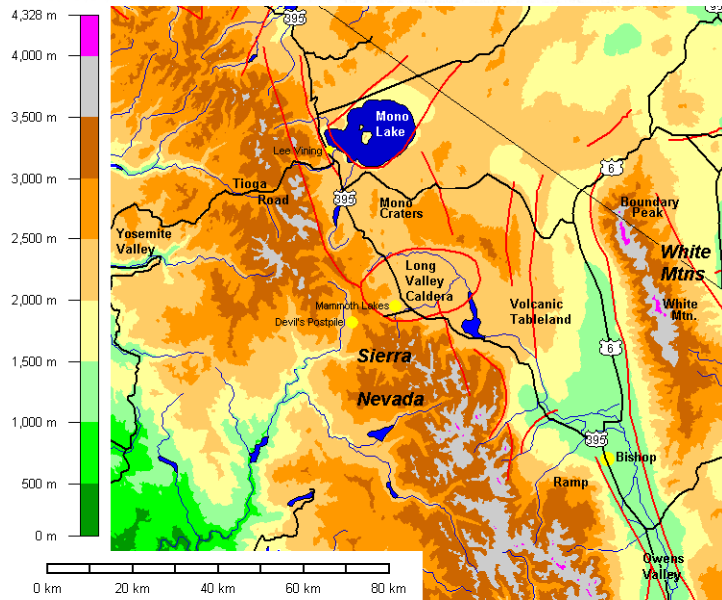 4,328 m
4,000 m
3,500 m
3,000 m
2,500 m
2,000 m
1,500 m
1,000 m
500 m
0 m
395
Mono
Lake
Lee Vining
6
Tioga
Road
395
Mono
Craters
Boundary
Peak
Yosemite
Valley
White
Mtns
Long
Valley
Caldera
Mammoth Lakes
Devil's Postpile
Volcanic
Tableland
White
Mtn.
6
Sierra
Nevada
395
Bishop
Ramp
Owens
Valley
0 km
20 km
40 km
60 km
80 km